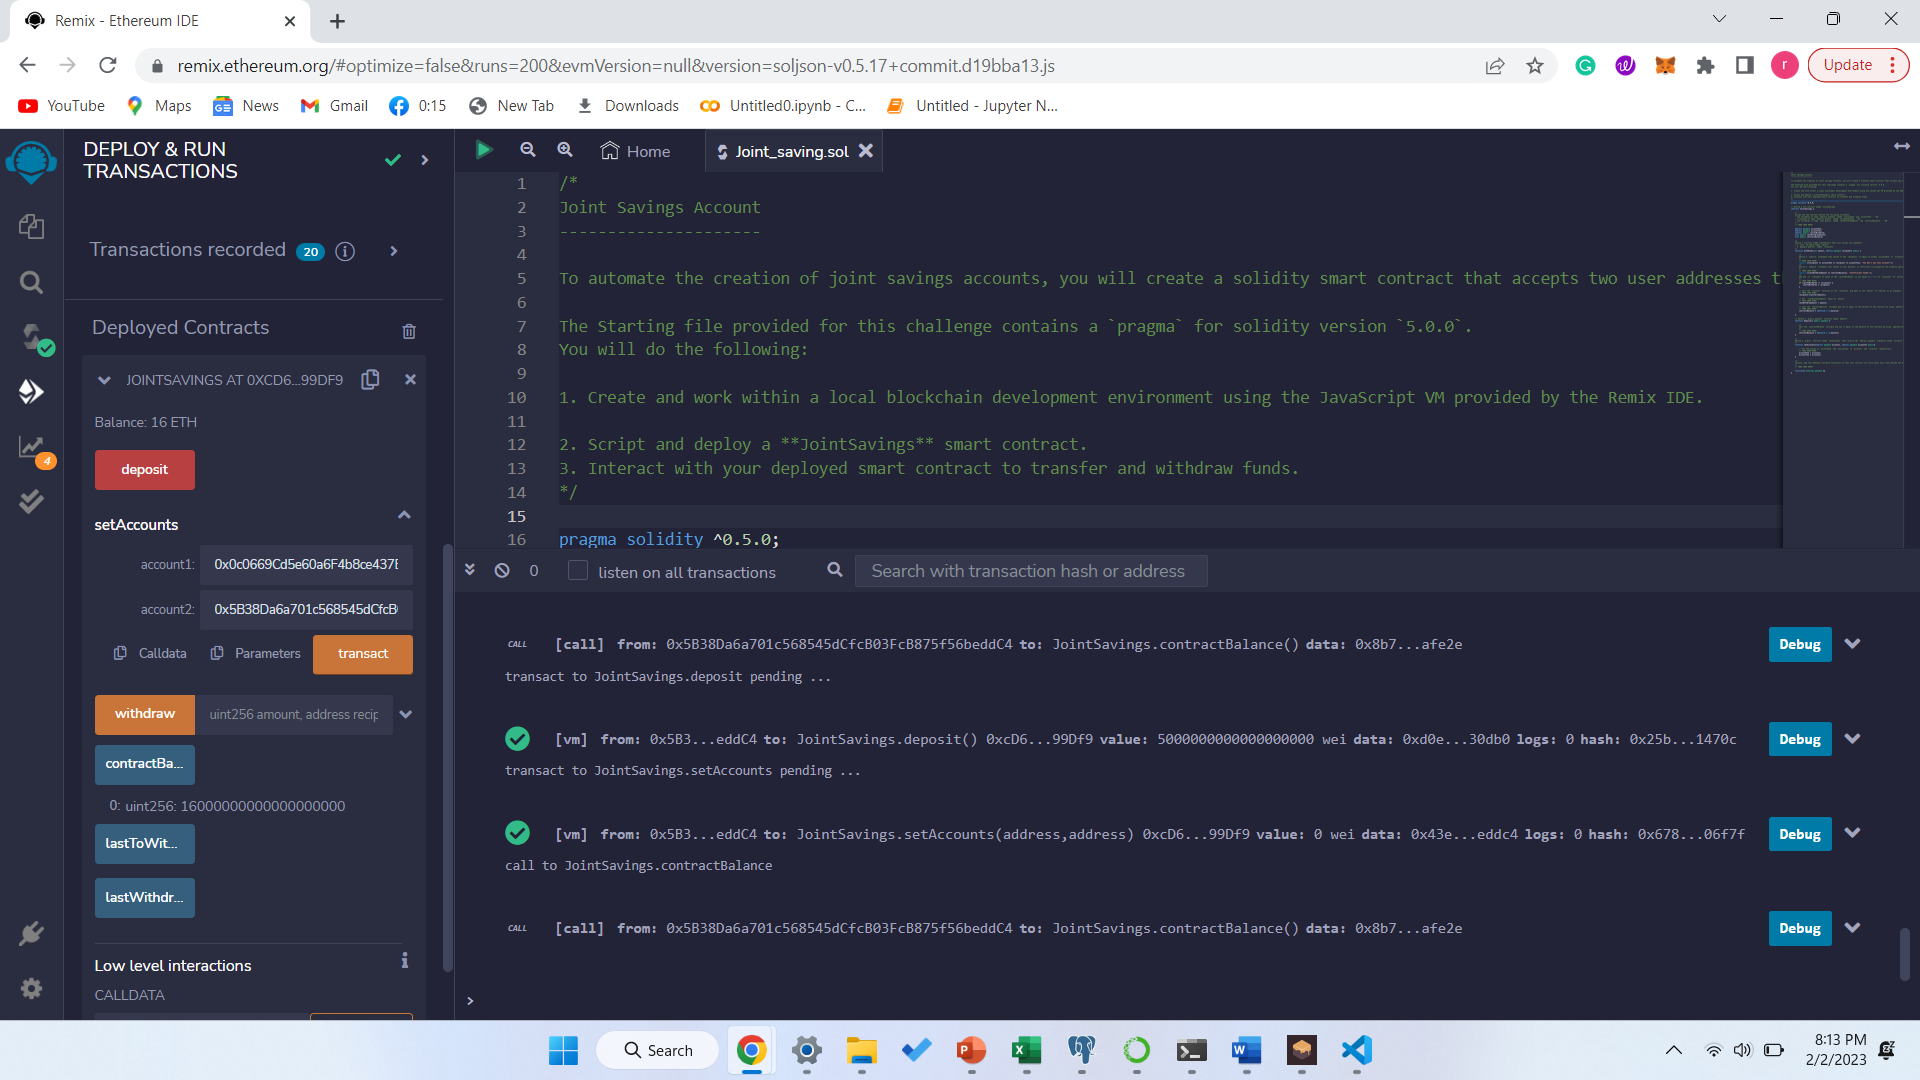 Remix - Ethereum IDE
remix.ethereum.org/#optimize=false&runs=200&evmVersion=null&version=soljson-v0.5.17+commit.d19bba13.js
r
Update
YouTube
Maps
News
Gmail
0:15
New Tab
Downloads
Untitled0.ipynb - C...
Untitled - Jupyter N...
DEPLOY & RUN
TRANSACTIONS
Transactions recorded 20 i
Deployed Contracts
JOINTSAVINGS AT 0XCD6...99DF9
Balance: 16 ETH
deposit
setAccounts
account1: 0x0c0669Cd5e60a6F4b8ce437E
account2: 0x5B38Da6a701c568545dCfcB
Calldata Parameters transact
withdraw uint256 amount, address recip
contractBa...
0: uint256: 16000000000000000000
lastToWit...
lastWithdr...
Low level interactions
CALLDATA
4
Home
Joint_saving.sol
1 /*
2 Joint Savings Account
3 ---------------------
4
5 To automate the creation of joint savings accounts, you will create a solidity smart contract that accepts two user addresses t
6
7 The Starting file provided for this challenge contains a `pragma` for solidity version `5.0.0`.
8 You will do the following:
9
10 1. Create and work within a local blockchain development environment using the JavaScript VM provided by the Remix IDE.
11
12 2. Script and deploy a **JointSavings** smart contract.
13 3. Interact with your deployed smart contract to transfer and withdraw funds.
14 */
15
16 pragma solidity ^0.5.0;
0 listen on all transactions Search with transaction hash or address
CALL [call] from: 0x5B38Da6a701c568545dCfcB03FcB875f56beddC4 to: JointSavings.contractBalance() data: 0x8b7...afe2e Debug
transact to JointSavings.deposit pending ...
[vm] from: 0x5B3...eddC4 to: JointSavings.deposit() 0xcD6...99Df9 value: 5000000000000000000 wei data: 0xd0e...30db0 logs: 0 hash: 0x25b...1470c Debug
transact to JointSavings.setAccounts pending ...
[vm] from: 0x5B3...eddC4 to: JointSavings.setAccounts(address,address) 0xcD6...99Df9 value: 0 wei data: 0x43e...eddc4 logs: 0 hash: 0x678...06f7f Debug
call to JointSavings.contractBalance
CALL [call] from: 0x5B38Da6a701c568545dCfcB03FcB875f56beddC4 to: JointSavings.contractBalance() data: 0x8b7...afe2e Debug
>
Search
8:13 PM
2/2/2023